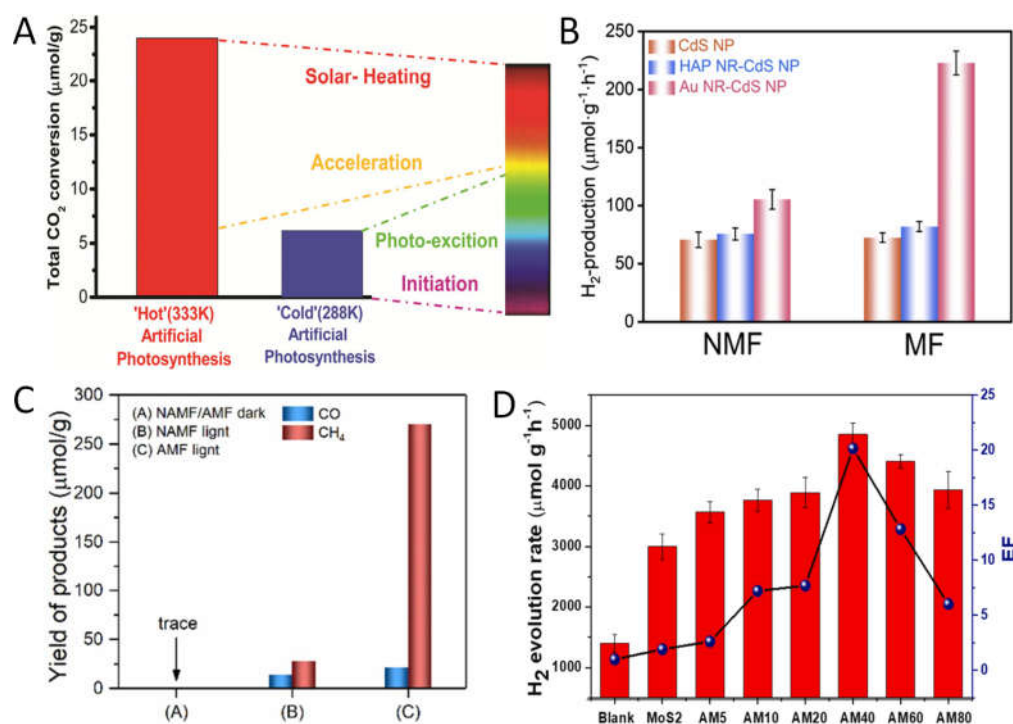 A
Total CO2 conversion (μmol/g)
25
20
15
10
5
0
Solar- Heating
Acceleration
Photo-excition
Initiation
'Hot'(333K)
Artificial
Photosynthesis
'Cold'(288K)
Artificial
Photosynthesis
B
H2-production (μmol·g-1·h-1)
250
200
150
100
50
0
CdS NP
HAP NR-CdS NP
Au NR-CdS NP
NMF
MF
C
Yield of products (μmol/g)
300
250
200
150
100
50
0
(A) NAMF/AMF dark
(B) NAMF lignt
(C) AMF lignt
CO
CH4
trace
(A)
(B)
(C)
D
H2 evolution rate (μmol g-1h-1)
5000
4000
3000
2000
1000
25
20
15
10
5
0
EF
Blank
MoS2
AM5
AM10
AM20
AM40
AM60
AM80